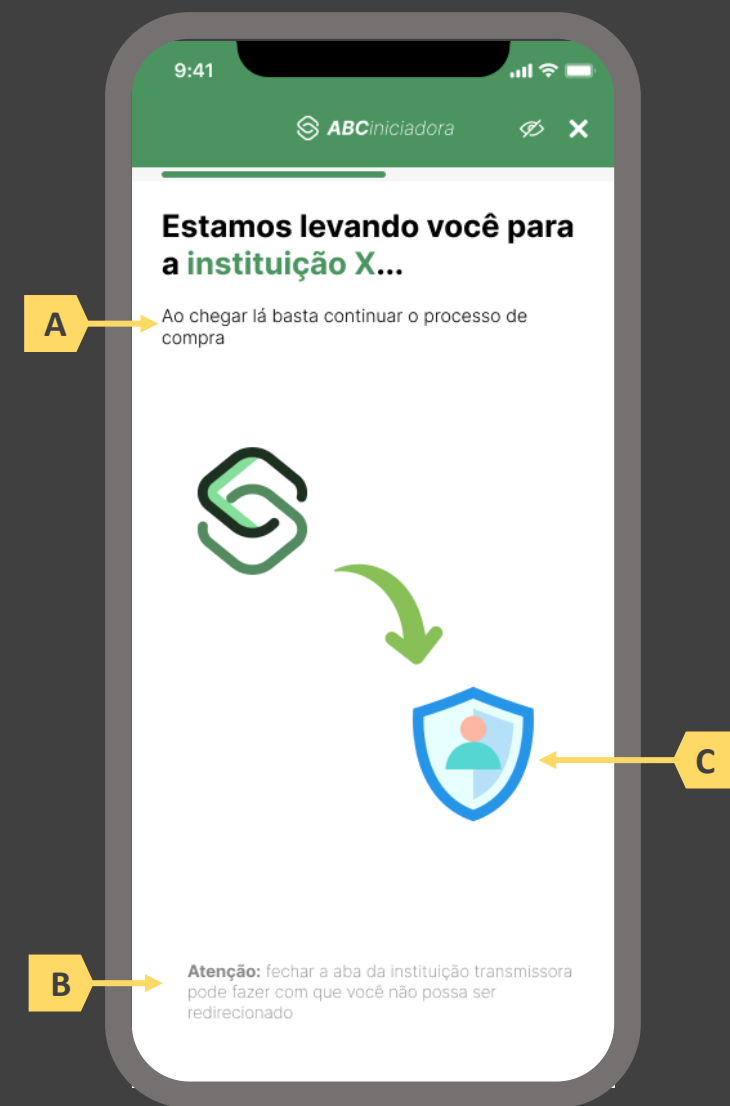 9:41
ABCiniciadora
Estamos levando você para
a instituição X...
A
Ao chegar lá basta continuar o processo de
compra
C
B
Atenção: fechar a aba da instituição transmissora
pode fazer com que você não possa ser
redirecionado